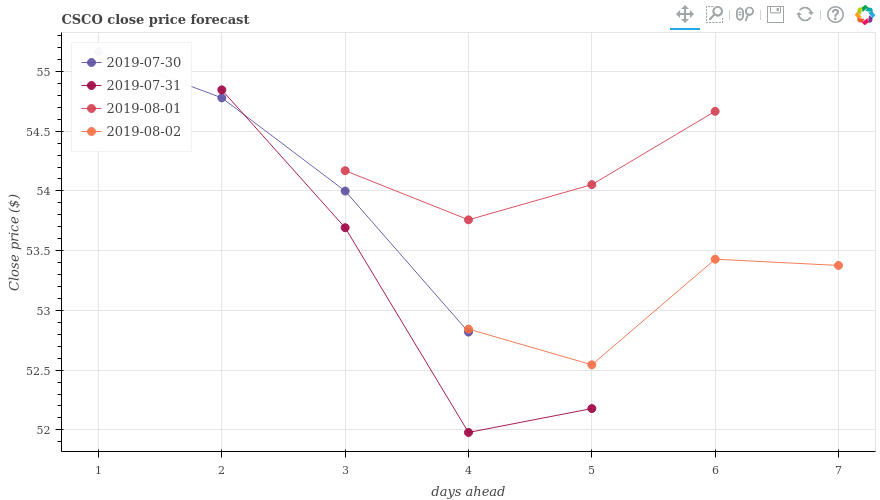 CSCO close price forecast
2019-07-30
2019-07-31
2019-08-01
2019-08-02
Close price ($)
55
54.5
54
53.5
53
52.5
52
1 2 3 4 5 6 7
days ahead